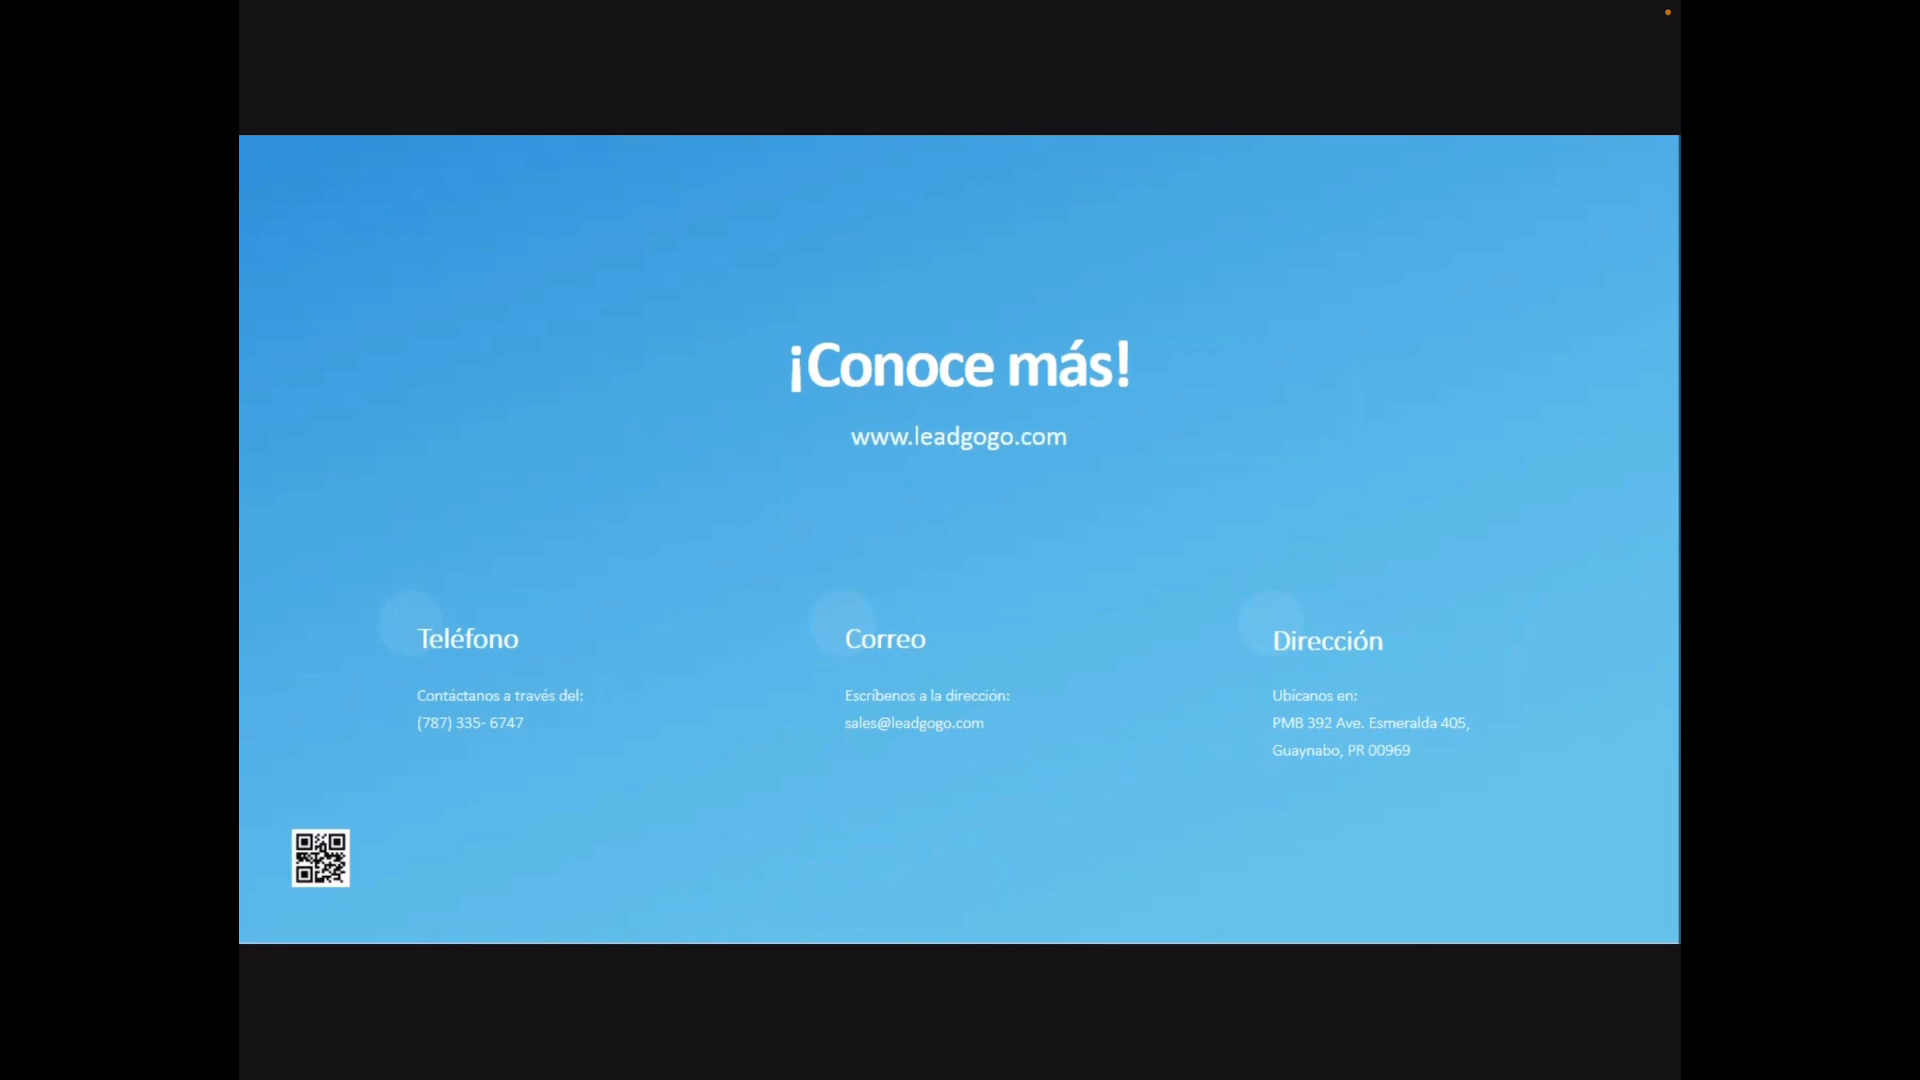 ¡Conoce más!
www.leadgogo.com
Teléfono
Contáctanos a través del:
(787) 335- 6747
Correo
Escríbenos a la dirección:
sales@leadgogo.com
Dirección
Ubícanos en:
PMB 392 Ave. Esmeralda 405,
Guaynabo, PR 00969